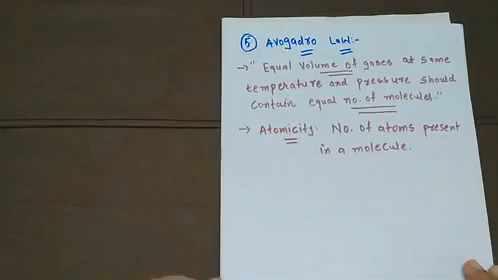 ⑤ Avogadro Law:-
→ " Equal Volume of gases at same
temperature and pressure should
contain equal no. of molecules."
→ Atomicity: No. of atoms present
in a molecule.